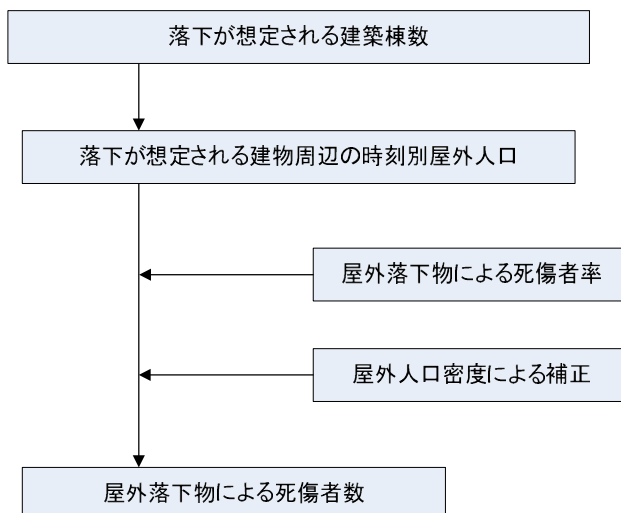 落下が想定される建築棟数
落下が想定される建物周辺の時刻別屋外人口
屋外落下物による死傷者率
屋外人口密度による補正
屋外落下物による死傷者数